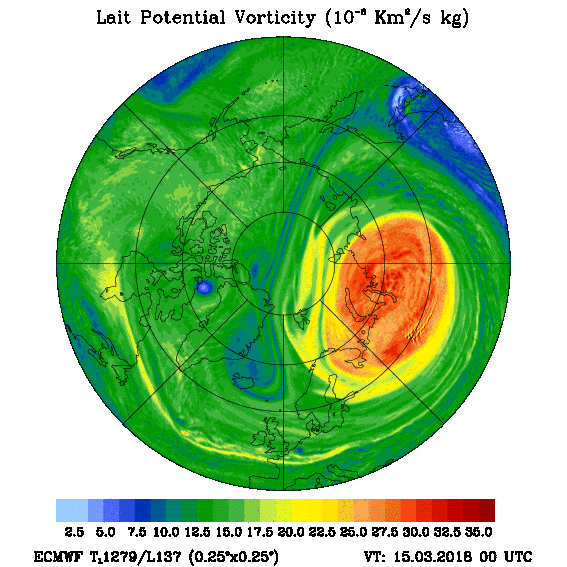 Lait Potential Vorticity (10⁻⁶ Km²/s kg)
2.5 5.0 7.5 10.0 12.5 15.0 17.5 20.0 22.5 25.0 27.5 30.0 32.5 35.0
ECMWF T_L1279/L137 (0.25°x0.25°) VT: 15.03.2018 00 UTC